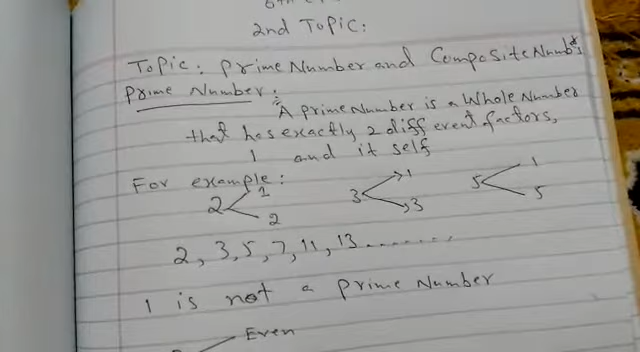 2nd Topic:
Topic: Prime Number and Composite Numbers
Prime Number:
A prime Number is a Whole Number
that has exactly 2 different factors,
1 and it self
For example:
2 1 2
3 1 3
5 1 5
2, 3, 5, 7, 11, 13........
1 is not a prime Number
Even